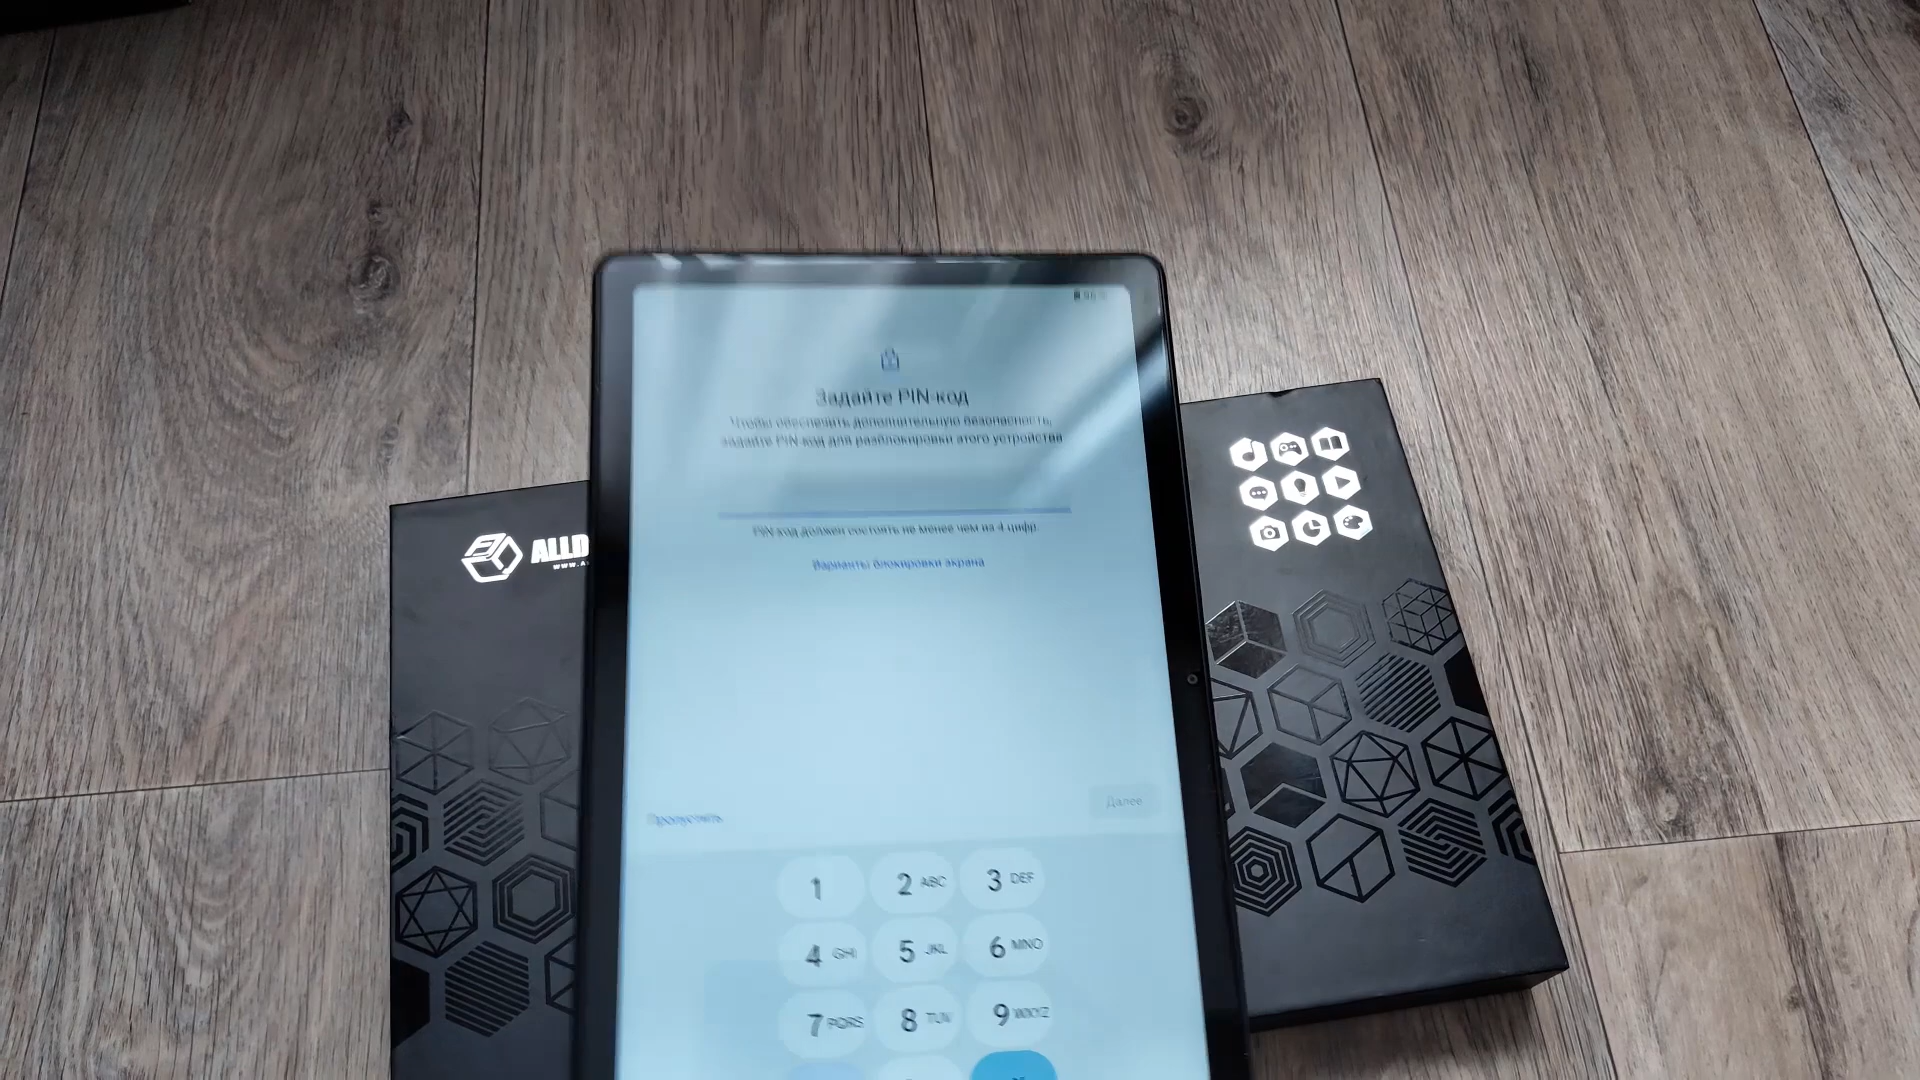 Задайте PIN-код
Чтобы обеспечить дополнительную безопасность,
задайте PIN-код для разблокировки этого устройства
PIN-код должен состоять не менее чем из 4 цифр.
Варианты блокировки экрана
ALLD
Пропустить
Далее
1
2 ABC
3 DEF
4 GHI
5 JKL
6 MNO
7 PQRS
8 TUV
9 WXYZ